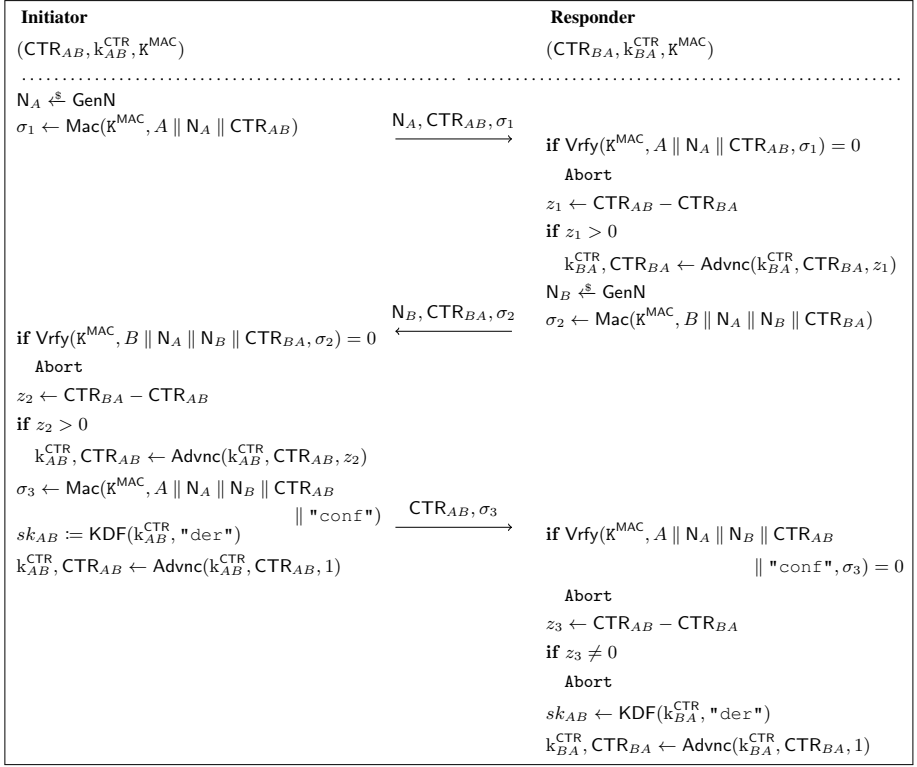 Initiator
Responder
(CTR_AB, k_AB^CTR, K^MAC)
(CTR_BA, k_BA^CTR, K^MAC)
N_A ←$ GenN
σ_1 ← Mac(K^MAC, A ∥ N_A ∥ CTR_AB)
N_A, CTR_AB, σ_1
if Vrfy(K^MAC, A ∥ N_A ∥ CTR_AB, σ_1) = 0
Abort
z_1 ← CTR_AB − CTR_BA
if z_1 > 0
k_BA^CTR, CTR_BA ← Advnc(k_BA^CTR, CTR_BA, z_1)
N_B ←$ GenN
σ_2 ← Mac(K^MAC, B ∥ N_A ∥ N_B ∥ CTR_BA)
N_B, CTR_BA, σ_2
if Vrfy(K^MAC, B ∥ N_A ∥ N_B ∥ CTR_BA, σ_2) = 0
Abort
z_2 ← CTR_BA − CTR_AB
if z_2 > 0
k_AB^CTR, CTR_AB ← Advnc(k_AB^CTR, CTR_AB, z_2)
σ_3 ← Mac(K^MAC, A ∥ N_A ∥ N_B ∥ CTR_AB
∥ "conf")
CTR_AB, σ_3
sk_AB := KDF(k_AB^CTR, "der")
k_AB^CTR, CTR_AB ← Advnc(k_AB^CTR, CTR_AB, 1)
if Vrfy(K^MAC, A ∥ N_A ∥ N_B ∥ CTR_AB
∥ "conf", σ_3) = 0
Abort
z_3 ← CTR_AB − CTR_BA
if z_3 ≠ 0
Abort
sk_AB ← KDF(k_BA^CTR, "der")
k_BA^CTR, CTR_BA ← Advnc(k_BA^CTR, CTR_BA, 1)